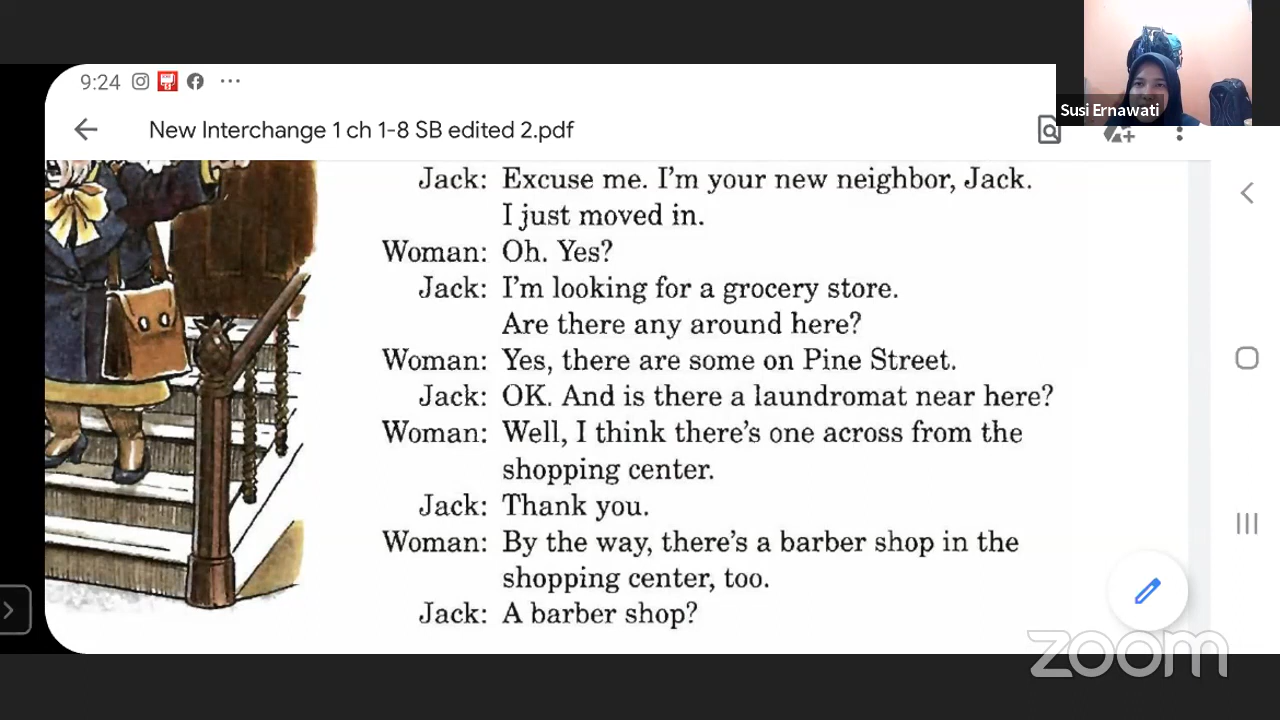 Susi Ernawati
9:24
New Interchange 1 ch 1-8 SB edited 2.pdf
Jack: Excuse me. I'm your new neighbor, Jack.
I just moved in.
Woman: Oh. Yes?
Jack: I'm looking for a grocery store.
Are there any around here?
Woman: Yes, there are some on Pine Street.
Jack: OK. And is there a laundromat near here?
Woman: Well, I think there's one across from the
shopping center.
Jack: Thank you.
Woman: By the way, there's a barber shop in the
shopping center, too.
Jack: A barber shop?
zoom